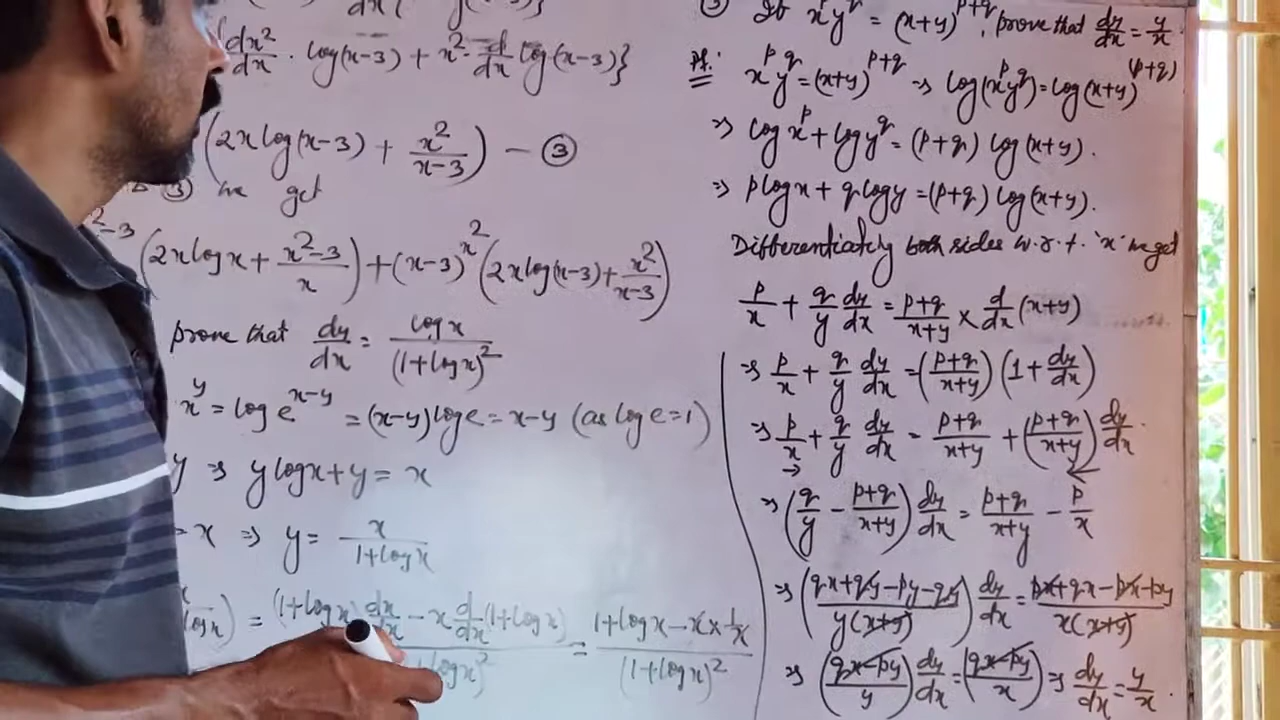 {dx²/dx · log(x-3) + x² · d/dx log(x-3)}
(2x log(x-3) + x²/(x-3)) — ③
③ we get
(2x log x + (x²-3)/x) + (x-3)^x² (2x log(x-3) + x²/(x-3))
prove that dy/dx = log x/(1+log x)²
x^y = log e^(x-y) = (x-y) log e = x-y (as log e = 1)
y ⇒ y log x + y = x
= x ⇒ y = x/(1+log x)
= ((1+log x) dx/dx - x d/dx (1+log x))/(1+log x)² = (1+log x - x × 1/x)/(1+log x)²
③ If x^p y^q = (x+y)^(p+q), prove that dy/dx = y/x.
Pf: x^p y^q = (x+y)^(p+q) ⇒ log(x^p y^q) = log(x+y)^(p+q)
⇒ log x^p + log y^q = (p+q) log(x+y).
⇒ p log x + q log y = (p+q) log(x+y).
Differentiately both sides w.r.t. 'x' we get
p/x + q/y dy/dx = (p+q)/(x+y) × d/dx (x+y)
⇒ p/x + q/y dy/dx = ((p+q)/(x+y)) (1 + dy/dx)
⇒ p/x + q/y dy/dx = (p+q)/(x+y) + ((p+q)/(x+y)) dy/dx.
⇒ (q/y - (p+q)/(x+y)) dy/dx = (p+q)/(x+y) - p/x
⇒ ((qx+qy-py-qy)/(y(x+y))) dy/dx = (px+qx-px-py)/(x(x+y))
⇒ ((qx-py)/y) dy/dx = ((qx-py)/x) ⇒ dy/dx = y/x.